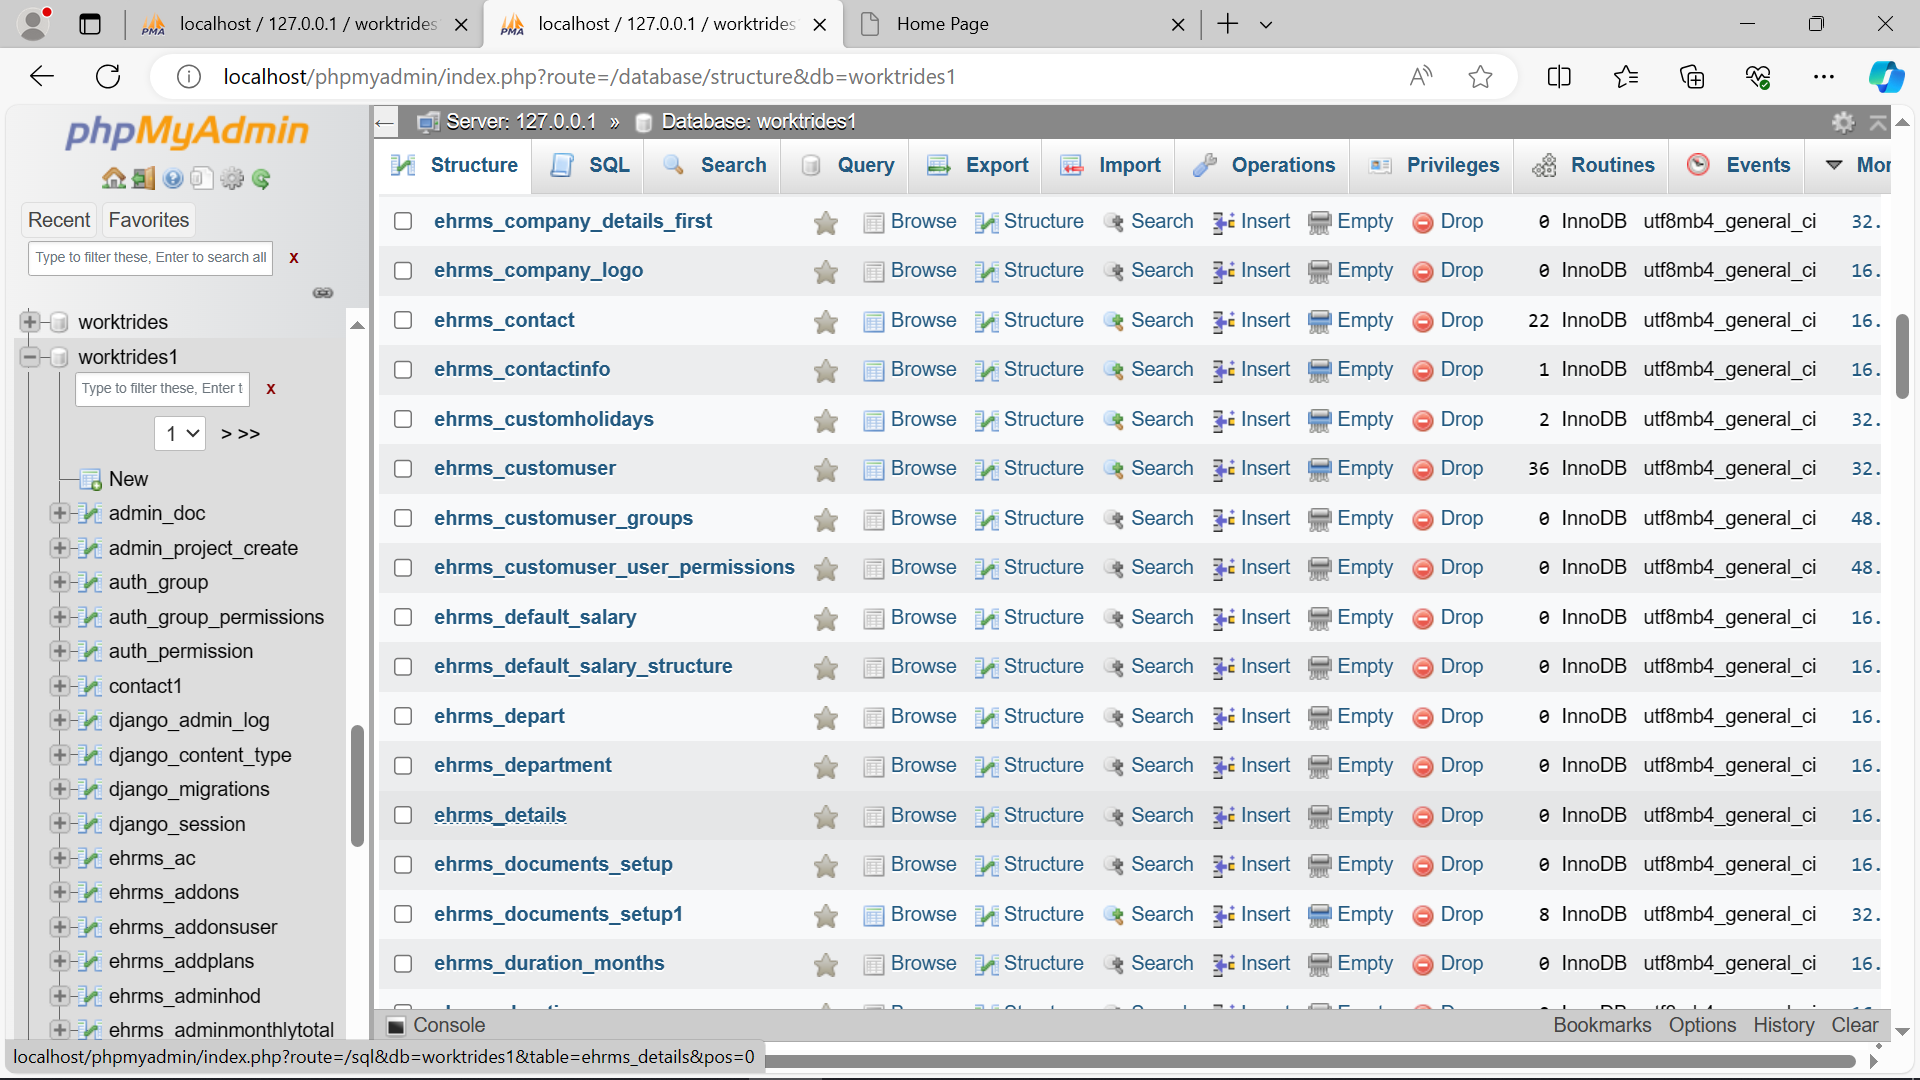 localhost / 127.0.0.1 / worktrides
localhost / 127.0.0.1 / worktrides
Home Page
localhost/phpmyadmin/index.php?route=/database/structure&db=worktrides1
phpMyAdmin
Recent Favorites
Type to filter these, Enter to search all X
worktrides
worktrides1
Type to filter these, Enter t X
1 > >>
New
admin_doc
admin_project_create
auth_group
auth_group_permissions
auth_permission
contact1
django_admin_log
django_content_type
django_migrations
django_session
ehrms_ac
ehrms_addons
ehrms_addonsuser
ehrms_addplans
ehrms_adminhod
ehrms_adminmonthlytotal
Server: 127.0.0.1 » Database: worktrides1
Structure SQL Search Query Export Import Operations Privileges Routines Events Mor
ehrms_company_details_first Browse Structure Search Insert Empty Drop 0 InnoDB utf8mb4_general_ci 32.
ehrms_company_logo Browse Structure Search Insert Empty Drop 0 InnoDB utf8mb4_general_ci 16.
ehrms_contact Browse Structure Search Insert Empty Drop 22 InnoDB utf8mb4_general_ci 16.
ehrms_contactinfo Browse Structure Search Insert Empty Drop 1 InnoDB utf8mb4_general_ci 16.
ehrms_customholidays Browse Structure Search Insert Empty Drop 2 InnoDB utf8mb4_general_ci 32.
ehrms_customuser Browse Structure Search Insert Empty Drop 36 InnoDB utf8mb4_general_ci 32.
ehrms_customuser_groups Browse Structure Search Insert Empty Drop 0 InnoDB utf8mb4_general_ci 48.
ehrms_customuser_user_permissions Browse Structure Search Insert Empty Drop 0 InnoDB utf8mb4_general_ci 48.
ehrms_default_salary Browse Structure Search Insert Empty Drop 0 InnoDB utf8mb4_general_ci 16.
ehrms_default_salary_structure Browse Structure Search Insert Empty Drop 0 InnoDB utf8mb4_general_ci 16.
ehrms_depart Browse Structure Search Insert Empty Drop 0 InnoDB utf8mb4_general_ci 16.
ehrms_department Browse Structure Search Insert Empty Drop 0 InnoDB utf8mb4_general_ci 16.
ehrms_details Browse Structure Search Insert Empty Drop 0 InnoDB utf8mb4_general_ci 16.
ehrms_documents_setup Browse Structure Search Insert Empty Drop 0 InnoDB utf8mb4_general_ci 16.
ehrms_documents_setup1 Browse Structure Search Insert Empty Drop 8 InnoDB utf8mb4_general_ci 32.
ehrms_duration_months Browse Structure Search Insert Empty Drop 0 InnoDB utf8mb4_general_ci 16.
Console Bookmarks Options History Clear
localhost/phpmyadmin/index.php?route=/sql&db=worktrides1&table=ehrms_details&pos=0